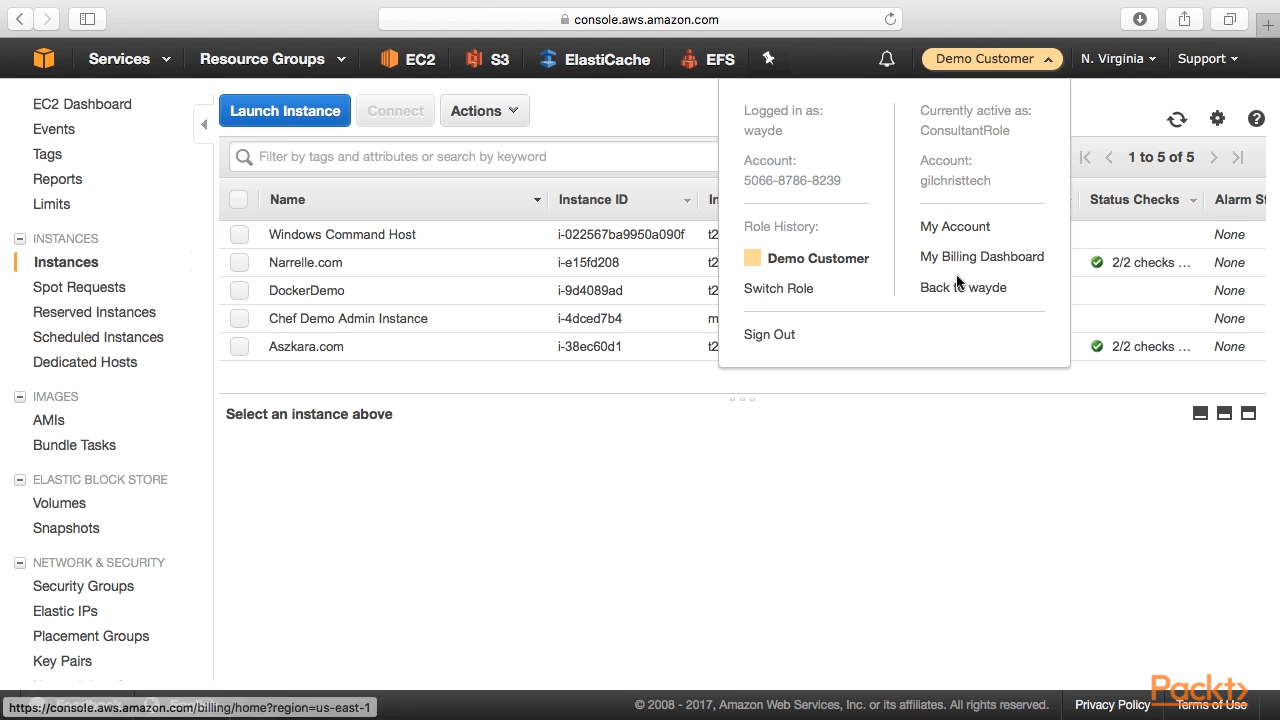 console.aws.amazon.com
Services
Resource Groups
EC2
S3
ElastiCache
EFS
Demo Customer
N. Virginia
Support
EC2 Dashboard
Events
Tags
Reports
Limits
INSTANCES
Instances
Spot Requests
Reserved Instances
Scheduled Instances
Dedicated Hosts
IMAGES
AMIs
Bundle Tasks
ELASTIC BLOCK STORE
Volumes
Snapshots
NETWORK & SECURITY
Security Groups
Elastic IPs
Placement Groups
Key Pairs
Launch Instance
Connect
Actions
Filter by tags and attributes or search by keyword
1 to 5 of 5
Name
Instance ID
Status Checks
Windows Command Host i-022567ba9950a090f None
Narrelle.com i-e15fd208 2/2 checks ... None
DockerDemo i-9d4089ad None
Chef Demo Admin Instance i-4dced7b4 None
Aszkara.com i-38ec60d1 2/2 checks ... None
Select an instance above
Logged in as:
wayde
Account:
5066-8786-8239
Role History:
Demo Customer
Switch Role
Currently active as:
ConsultantRole
Account:
gilchristtech
My Account
My Billing Dashboard
Back to wayde
Sign Out
https://console.aws.amazon.com/billing/home?region=us-east-1
© 2008 - 2017, Amazon Web Services, Inc. or its affiliates. All rights reserved.
Privacy Policy
Terms of Use
Packt